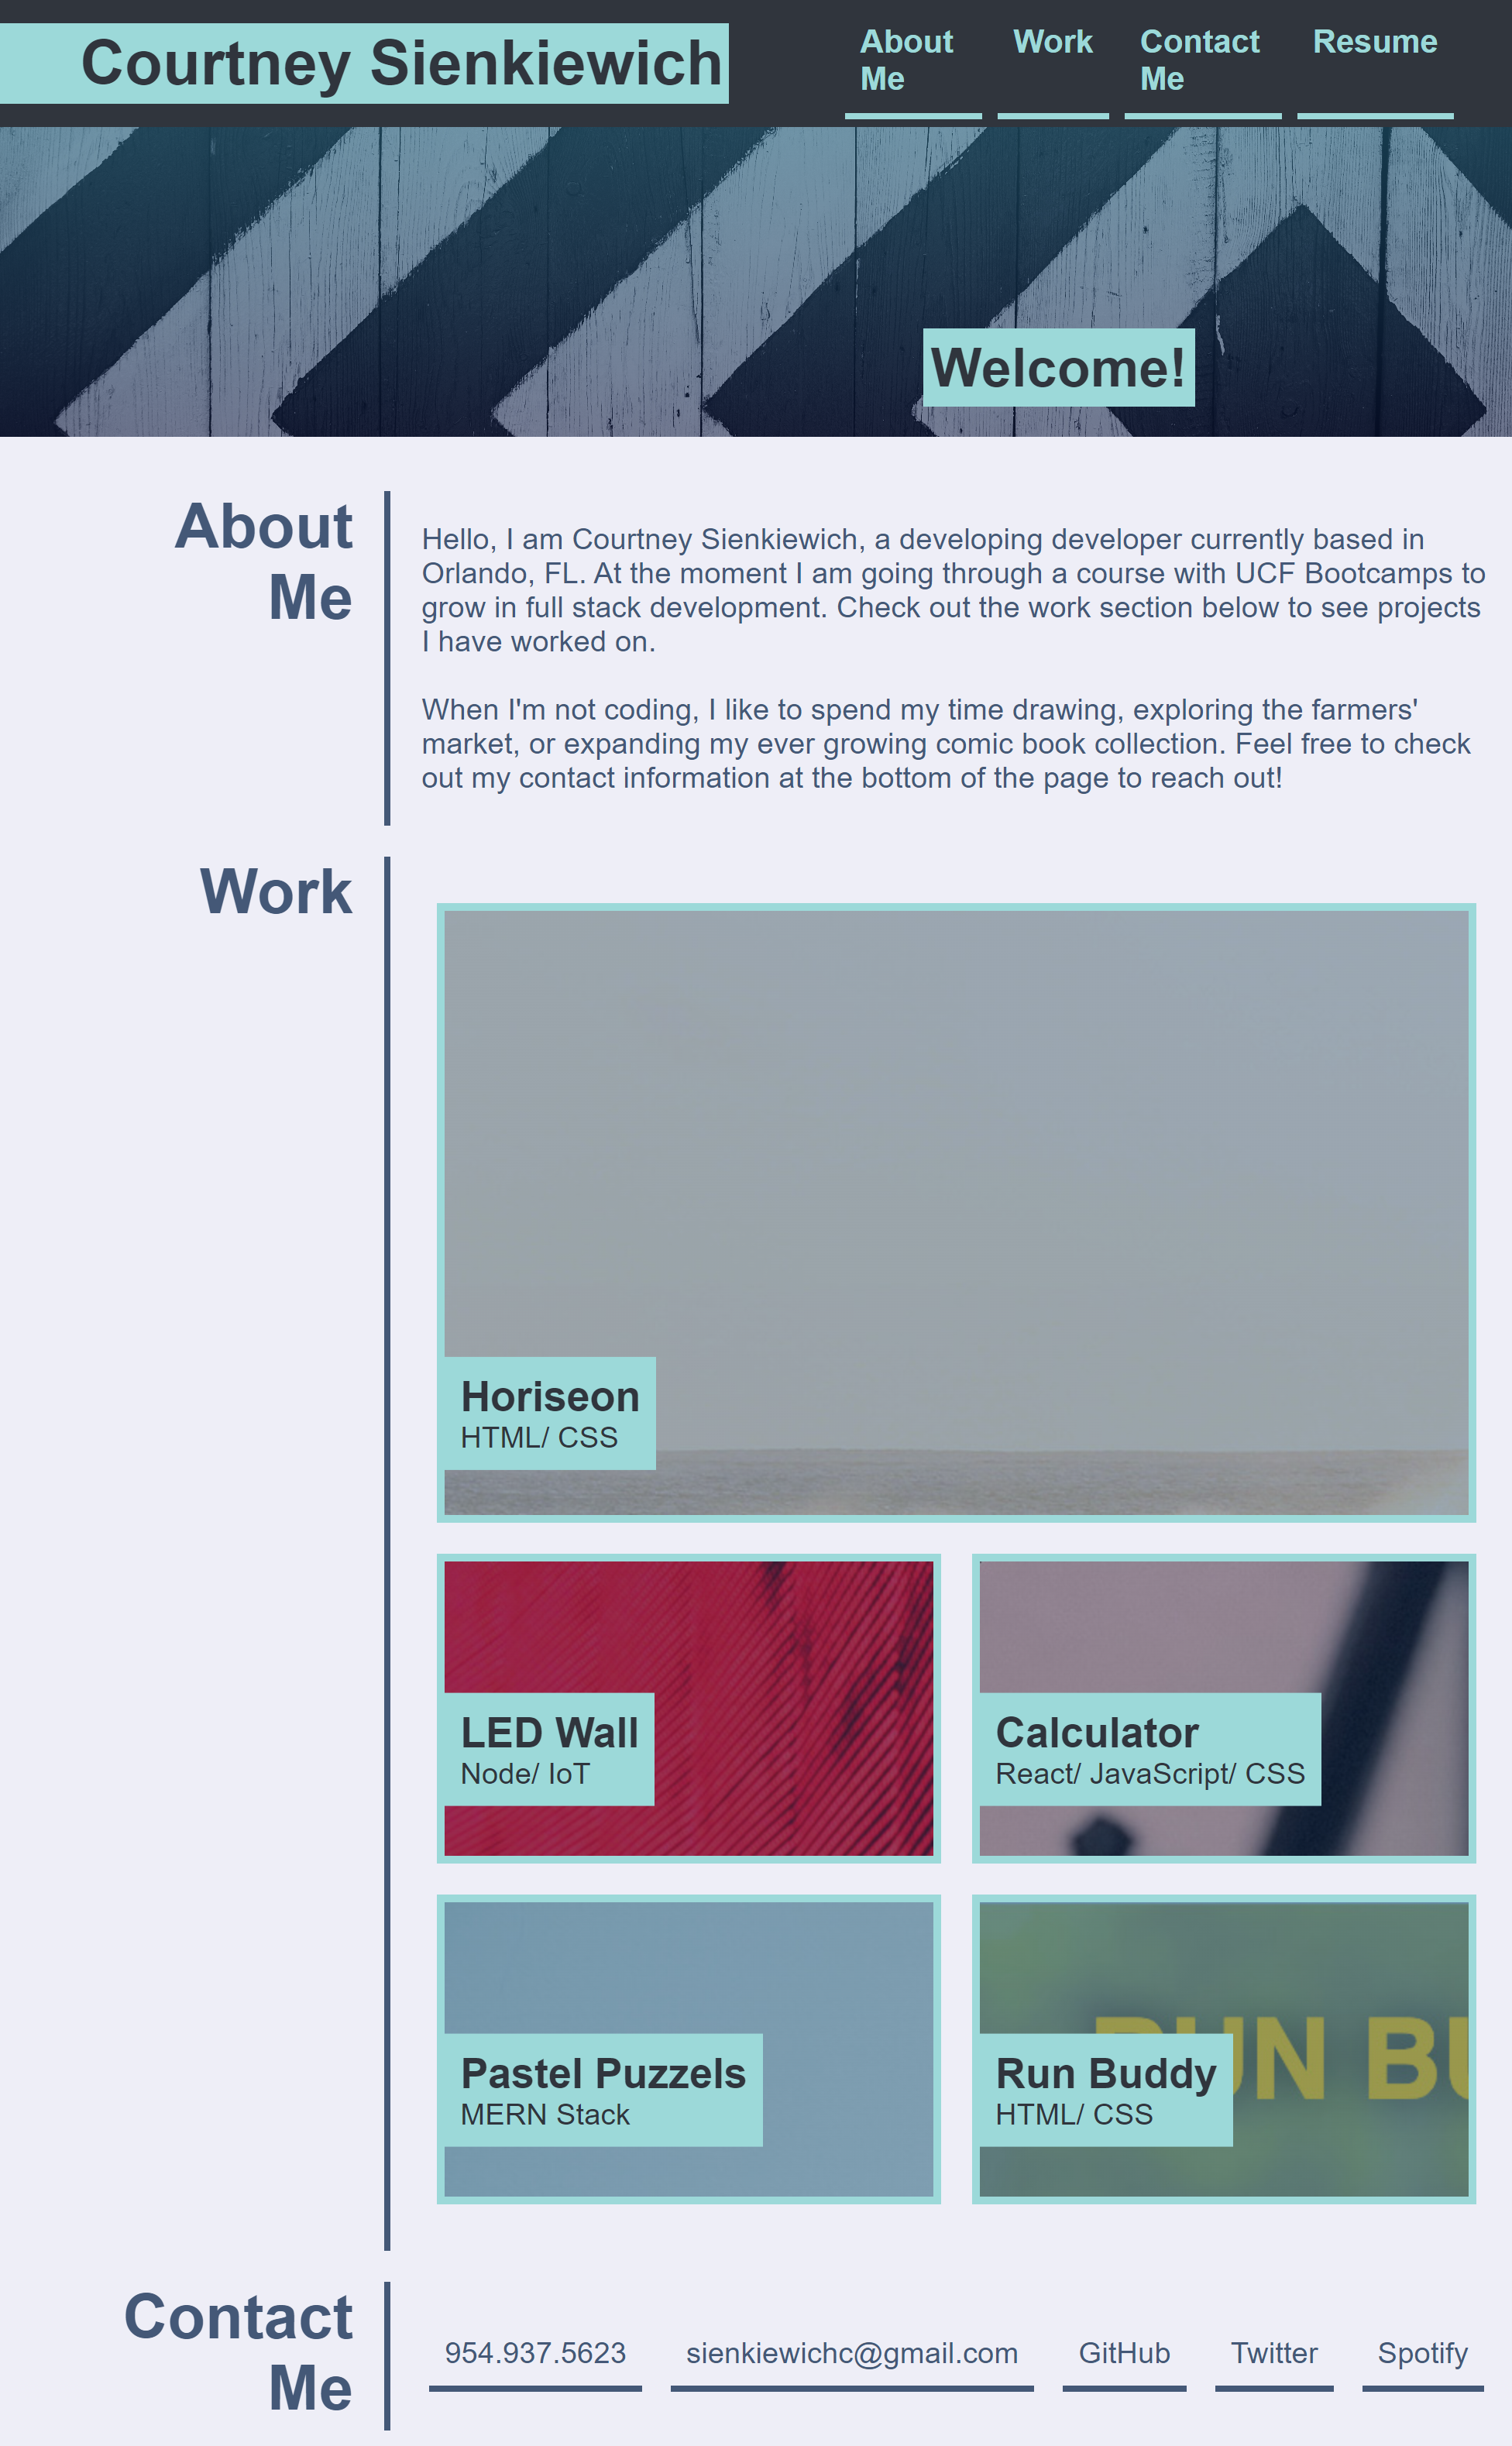 Courtney Sienkiewich
About Me
Work
Contact Me
Resume
Welcome!
About
Me
Hello, I am Courtney Sienkiewich, a developing developer currently based in
Orlando, FL. At the moment I am going through a course with UCF Bootcamps to
grow in full stack development. Check out the work section below to see projects
I have worked on.
When I'm not coding, I like to spend my time drawing, exploring the farmers'
market, or expanding my ever growing comic book collection. Feel free to check
out my contact information at the bottom of the page to reach out!
Work
Horiseon
HTML/ CSS
LED Wall
Node/ IoT
Calculator
React/ JavaScript/ CSS
Pastel Puzzels
MERN Stack
RUN BU
Run Buddy
HTML/ CSS
Contact
Me
954.937.5623
sienkiewichc@gmail.com
GitHub
Twitter
Spotify